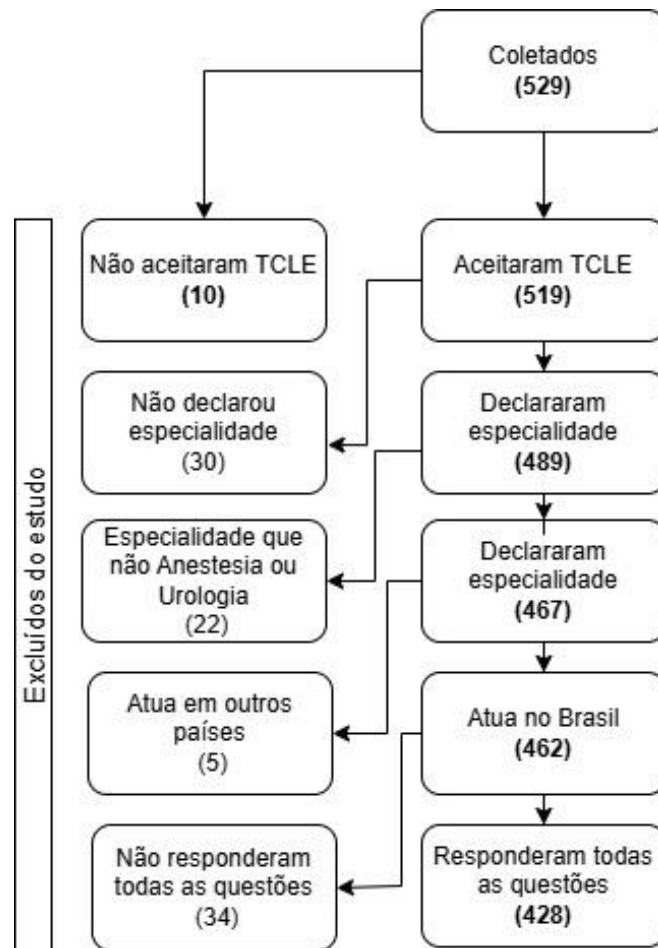 Coletados
(529)
Não aceitaram TCLE
(10)
Aceitaram TCLE
(519)
Não declarou
especialidade
(30)
Declararam
especialidade
(489)
Especialidade que
não Anestesia ou
Urologia
(22)
Declararam
especialidade
(467)
Atua em outros
países
(5)
Atua no Brasil
(462)
Não responderam
todas as questões
(34)
Responderam todas
as questões
(428)
Excluídos do estudo